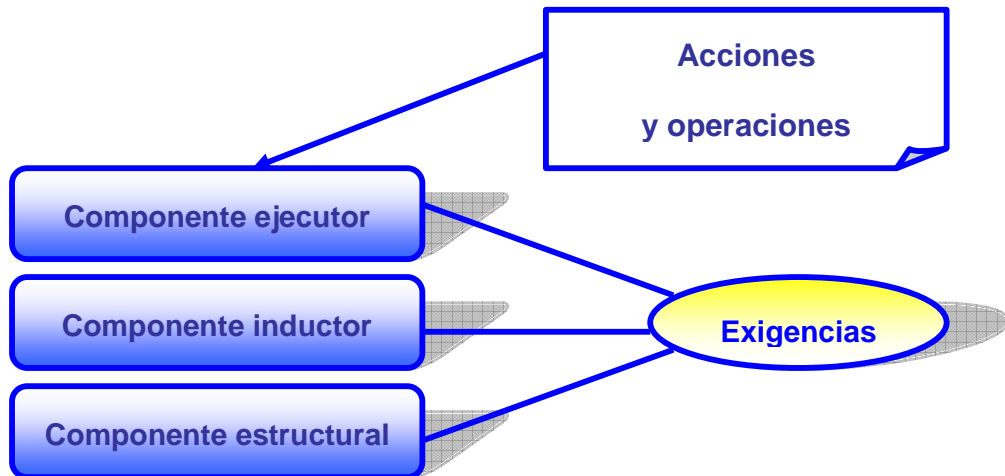 Acciones
y operaciones
Componente ejecutor
Componente inductor
Exigencias
Componente estructural